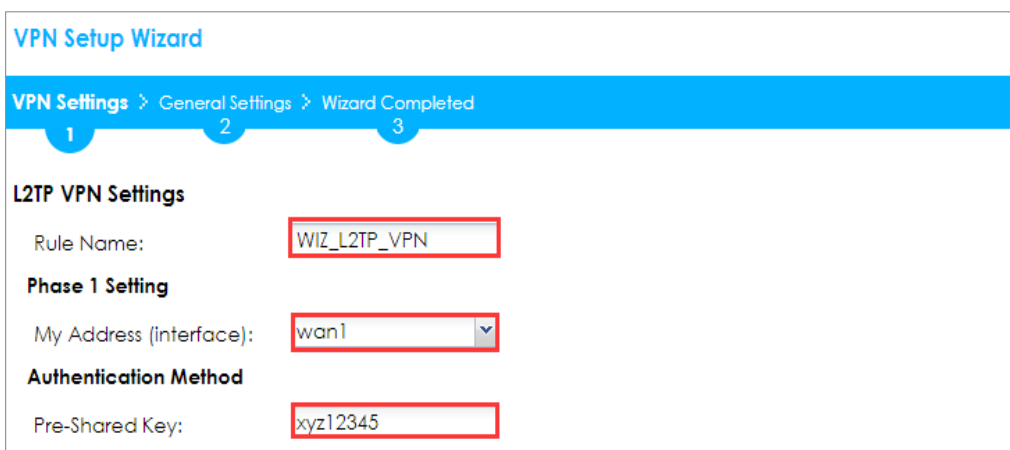 VPN Setup Wizard
VPN Settings > General Settings > Wizard Completed
1 2 3
L2TP VPN Settings
Rule Name: WIZ_L2TP_VPN
Phase 1 Setting
My Address (interface): wan1
Authentication Method
Pre-Shared Key: xyz12345